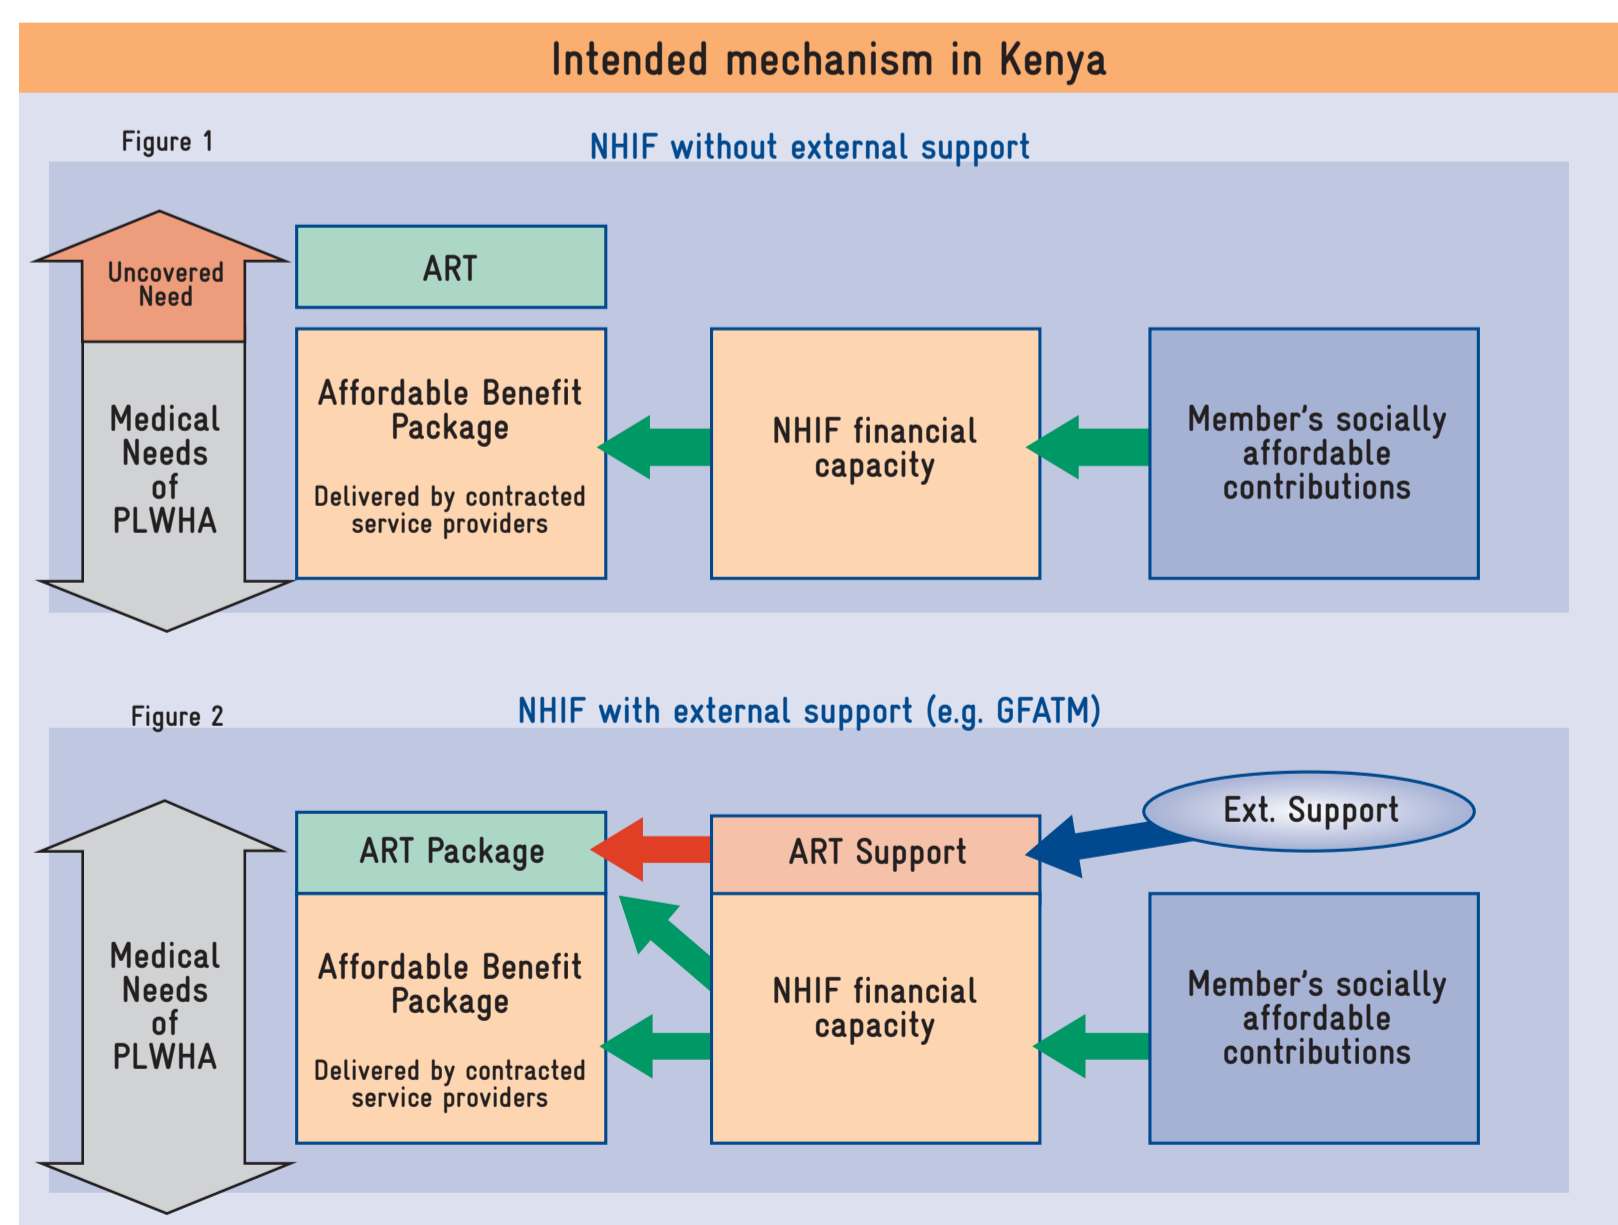 Intended mechanism in Kenya
Figure 1
NHIF without external support
Uncovered
Need
Medical
Needs
of
PLWHA
ART
Affordable Benefit
Package
Delivered by contracted
service providers
NHIF financial
capacity
Member's socially
affordable
contributions
Figure 2
NHIF with external support (e.g. GFATM)
Medical
Needs
of
PLWHA
ART Package
Affordable Benefit
Package
Delivered by contracted
service providers
ART Support
NHIF financial
capacity
Ext. Support
Member's socially
affordable
contributions